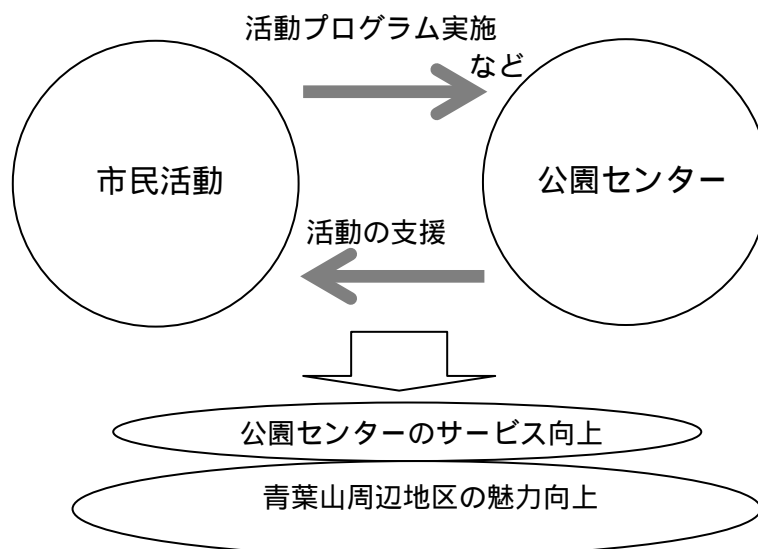 活動プログラム実施
など
市民活動
公園センター
活動の支援
公園センターのサービス向上
青葉山周辺地区の魅力向上